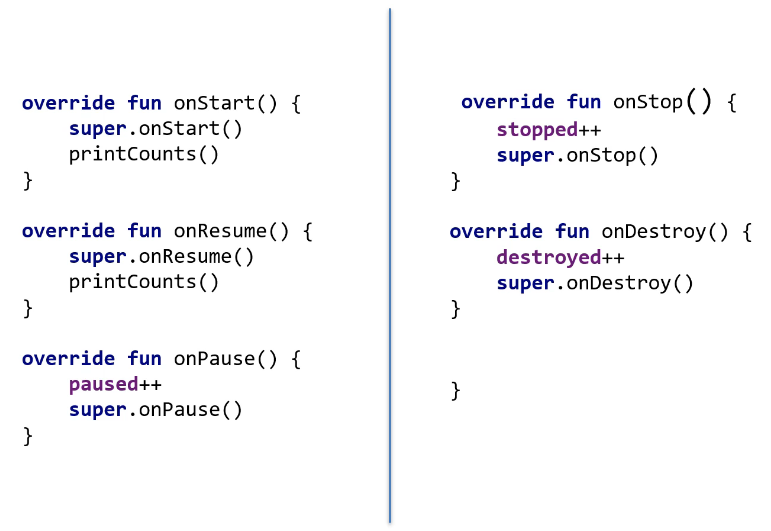 override fun onStart() {
    super.onStart()
    printCounts()
}
override fun onResume() {
    super.onResume()
    printCounts()
}
override fun onPause() {
    paused++
    super.onPause()
}
override fun onStop() {
    stopped++
    super.onStop()
}
override fun onDestroy() {
    destroyed++
    super.onDestroy()
}
}